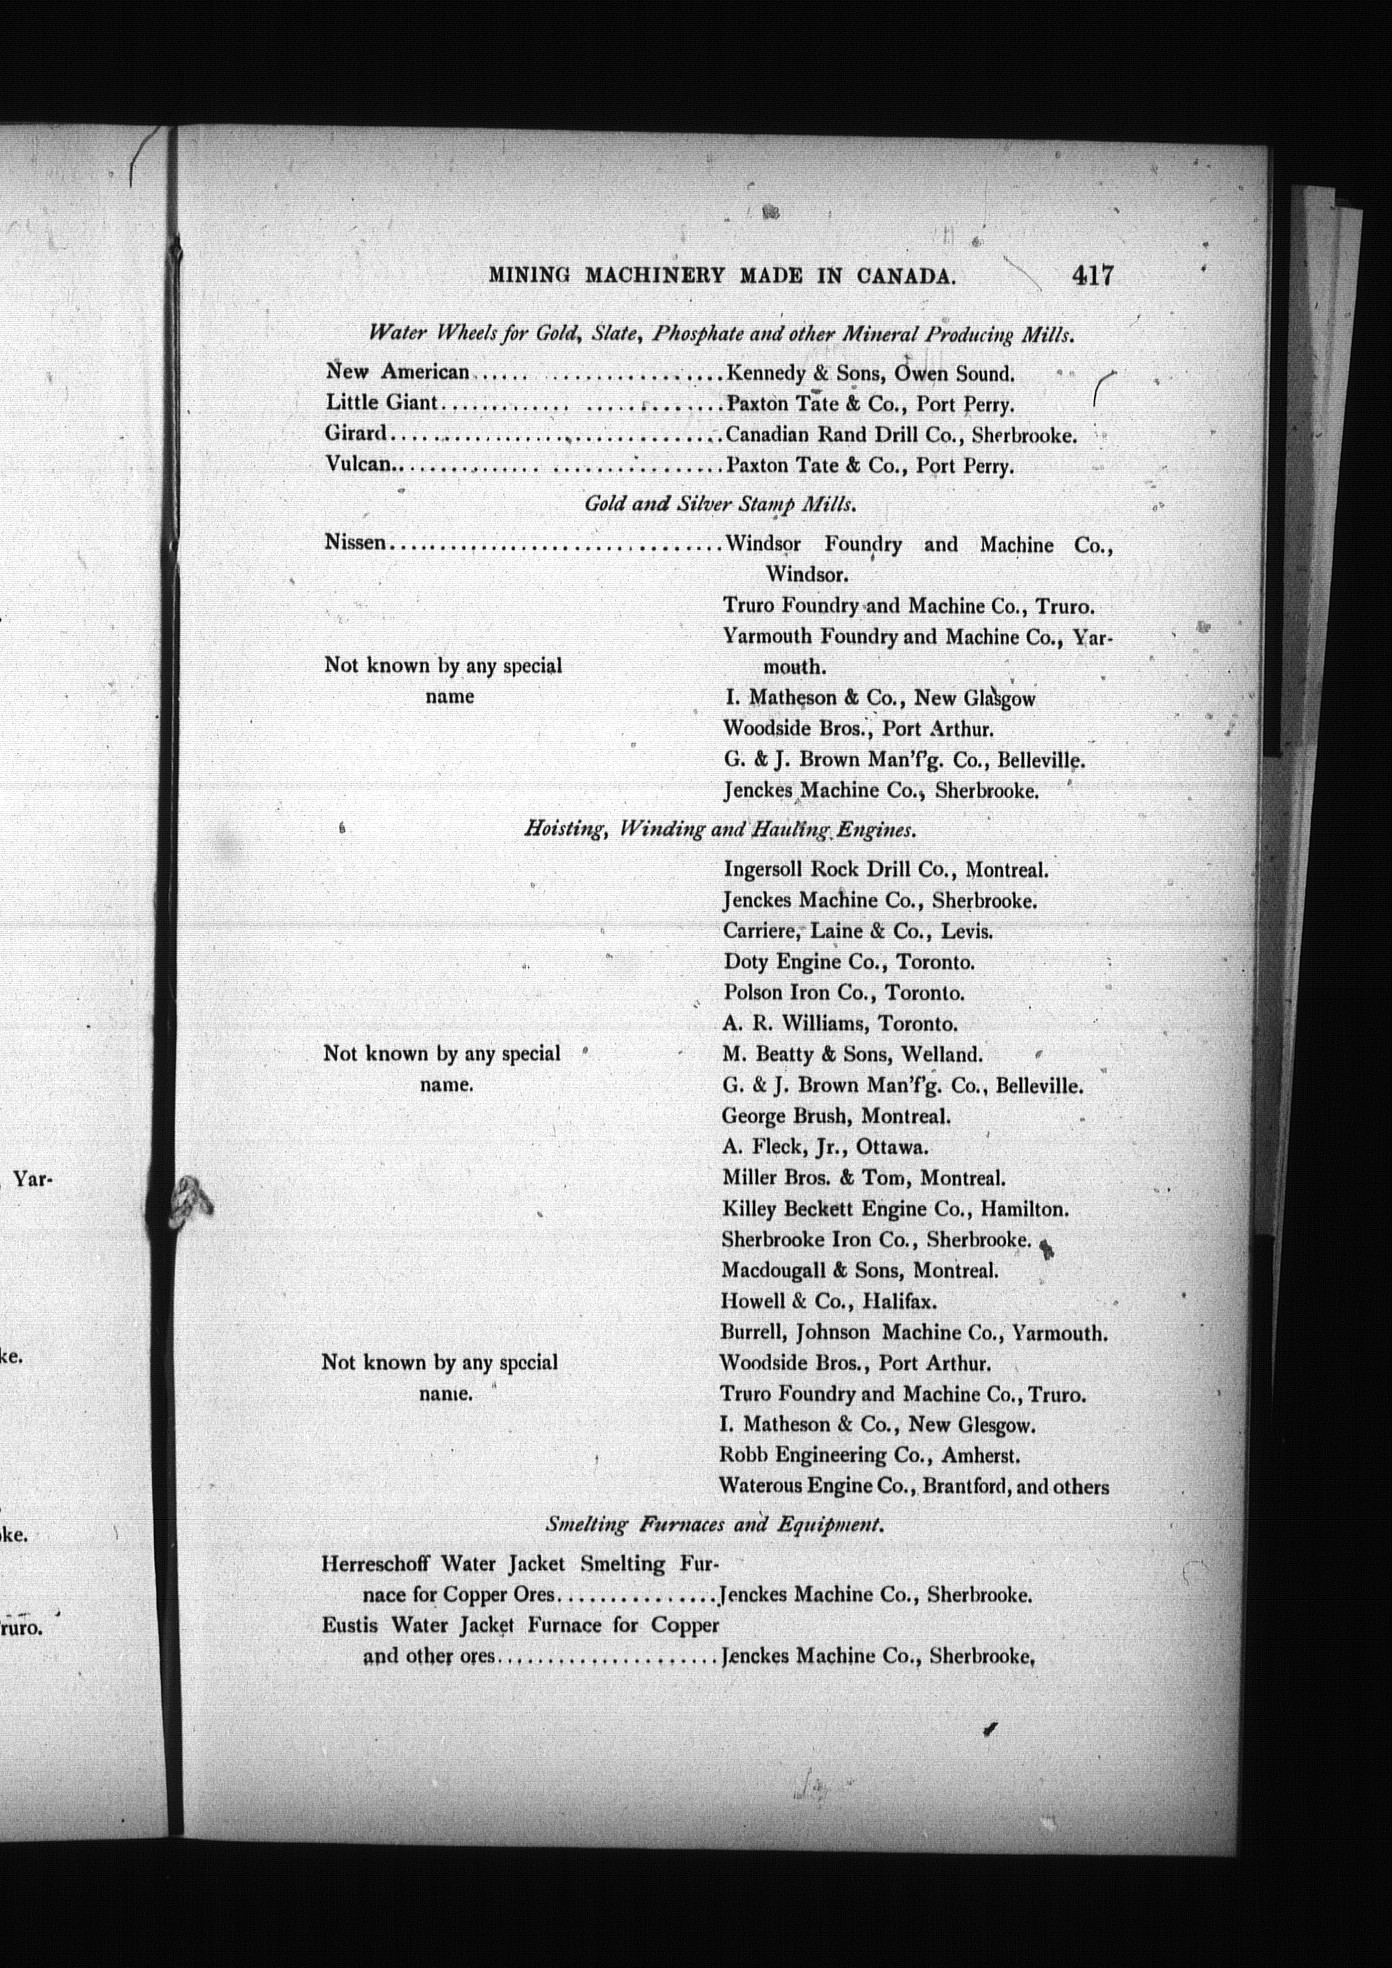 MINING MACHINERY MADE IN CANADA. 417
Water Wheels for Gold, Slate, Phosphate and other Mineral Producing Mills.
New American..... ....................Kennedy & Sons, Owen Sound.
Little Giant............. ..............Paxton Tate & Co., Port Perry.
Girard.................................Canadian Rand Drill Co., Sherbrooke.
Vulcan............... .................Paxton Tate & Co., Port Perry.
Gold and Silver Stamp Mills.
Nissen.................................Windsor Foundry and Machine Co.,
Windsor.
Truro Foundry and Machine Co., Truro.
Yarmouth Foundry and Machine Co., Yar-
Not known by any special mouth.
name I. Matheson & Co., New Glasgow
Woodside Bros., Port Arthur.
G. & J. Brown Man'f'g. Co., Belleville.
Jenckes Machine Co., Sherbrooke.
Hoisting, Winding and Hauling Engines.
Ingersoll Rock Drill Co., Montreal.
Jenckes Machine Co., Sherbrooke.
Carriere, Laine & Co., Levis.
Doty Engine Co., Toronto.
Polson Iron Co., Toronto.
A. R. Williams, Toronto.
Not known by any special M. Beatty & Sons, Welland.
name. G. & J. Brown Man'f'g. Co., Belleville.
George Brush, Montreal.
A. Fleck, Jr., Ottawa.
Miller Bros. & Tom, Montreal.
Yar-
Killey Beckett Engine Co., Hamilton.
Sherbrooke Iron Co., Sherbrooke.
Macdougall & Sons, Montreal.
Howell & Co., Halifax.
Burrell, Johnson Machine Co., Yarmouth.
ke.
Not known by any special Woodside Bros., Port Arthur.
name. Truro Foundry and Machine Co., Truro.
I. Matheson & Co., New Glesgow.
Robb Engineering Co., Amherst.
Waterous Engine Co., Brantford, and others
Smelting Furnaces and Equipment.
ke.
Herreschoff Water Jacket Smelting Fur-
nace for Copper Ores................Jenckes Machine Co., Sherbrooke.
Eustis Water Jacket Furnace for Copper
ruro.
and other ores......................Jenckes Machine Co., Sherbrooke,